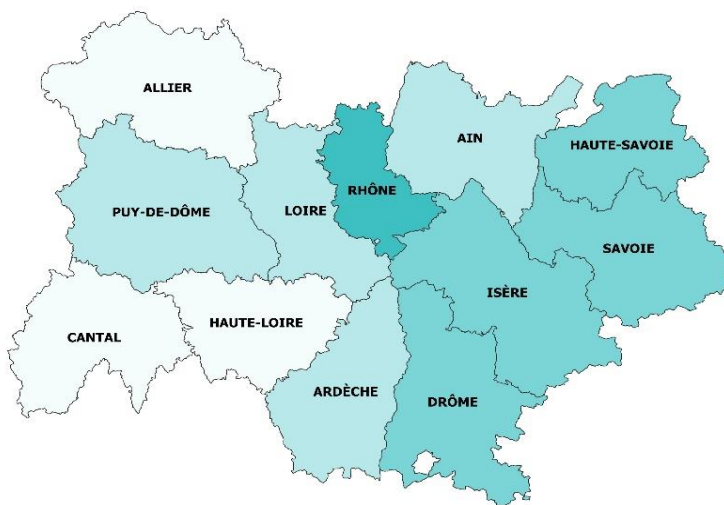 ALLIER
AIN
HAUTE-SAVOIE
RHÔNE
PUY-DE-DÔME
LOIRE
SAVOIE
ISÈRE
HAUTE-LOIRE
CANTAL
ARDÈCHE
DRÔME